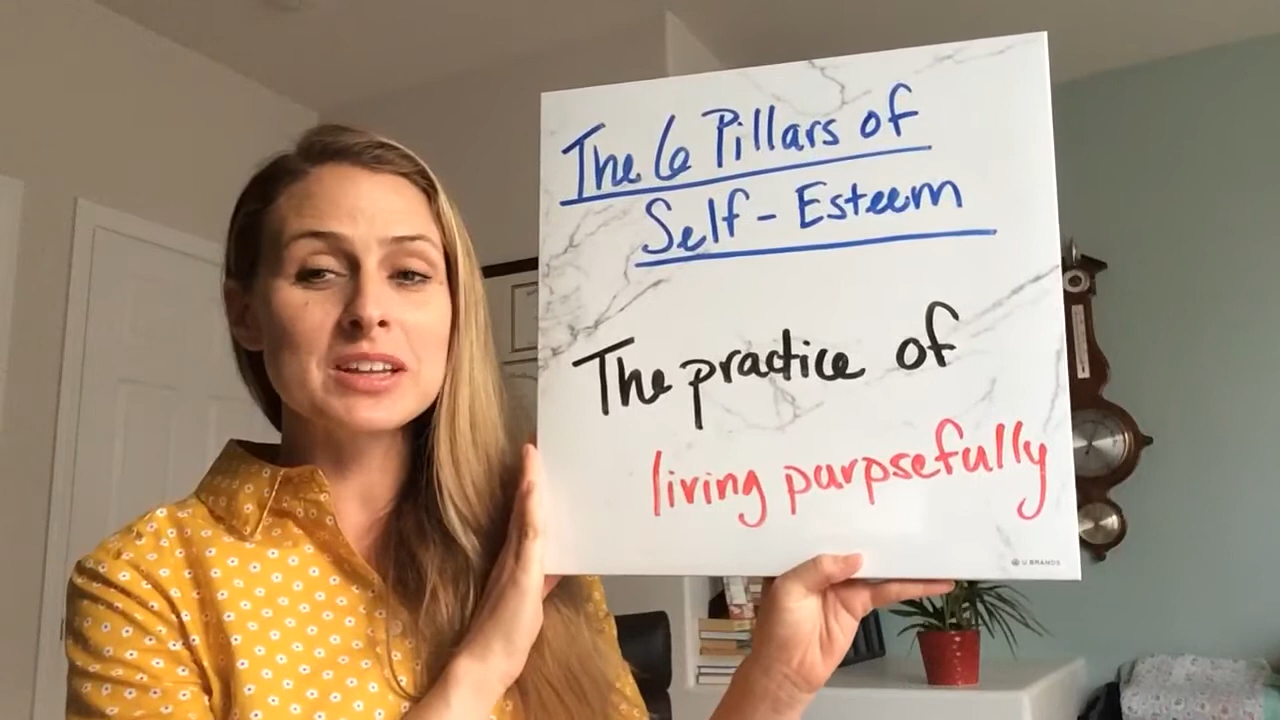 The 6 Pillars of
Self-Esteem
The practice of
living purpsefully
U BRANDS